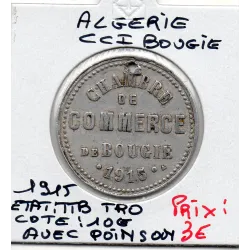 ALGERIE
CCI BOUGIE
CHAMBRE
DE
COMMERCE
DE BOUGIE
1915
1915
ETAT: TTB TRO
COTE: 10€
AVEC POINSON
PRIX:
3€